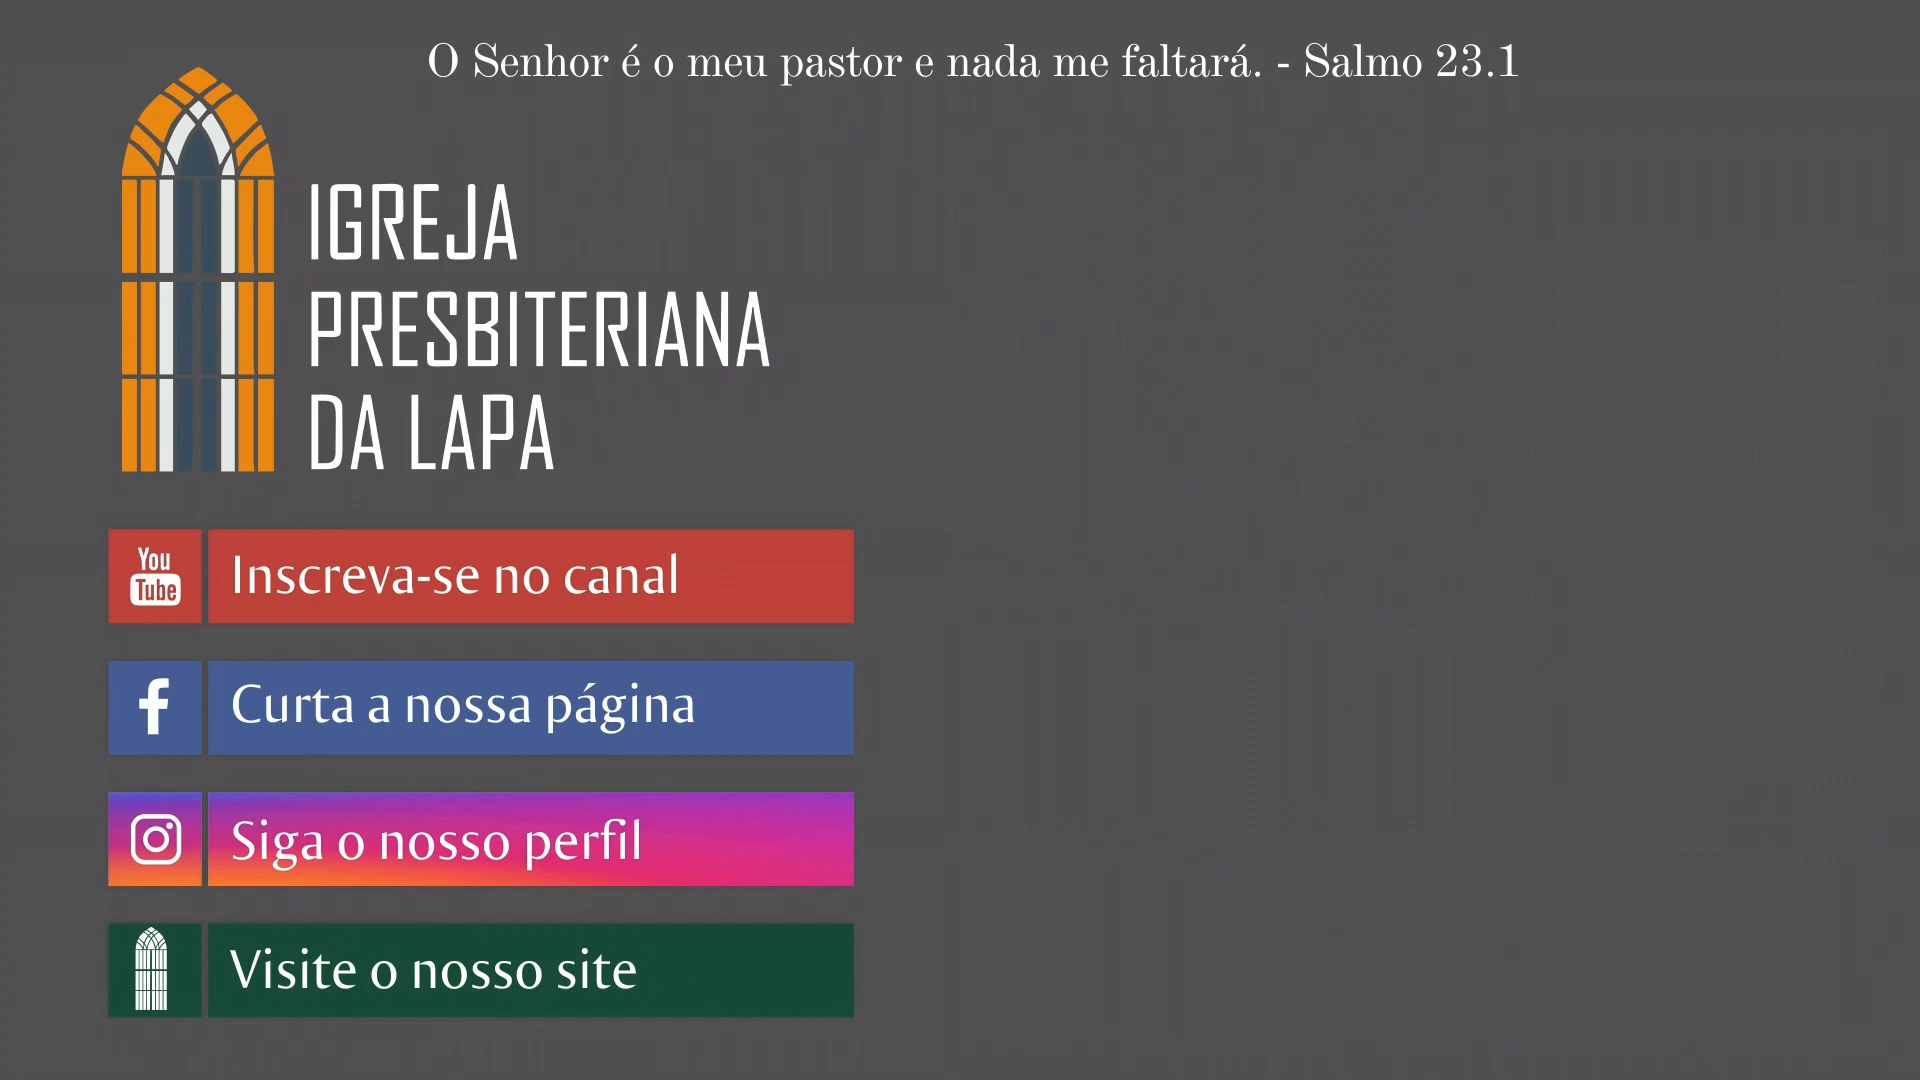 O Senhor é o meu pastor e nada me faltará. - Salmo 23.1
IGREJA
PRESBITERIANA
DA LAPA
You
Tube
Inscreva-se no canal
f
Curta a nossa página
Siga o nosso perfil
Visite o nosso site